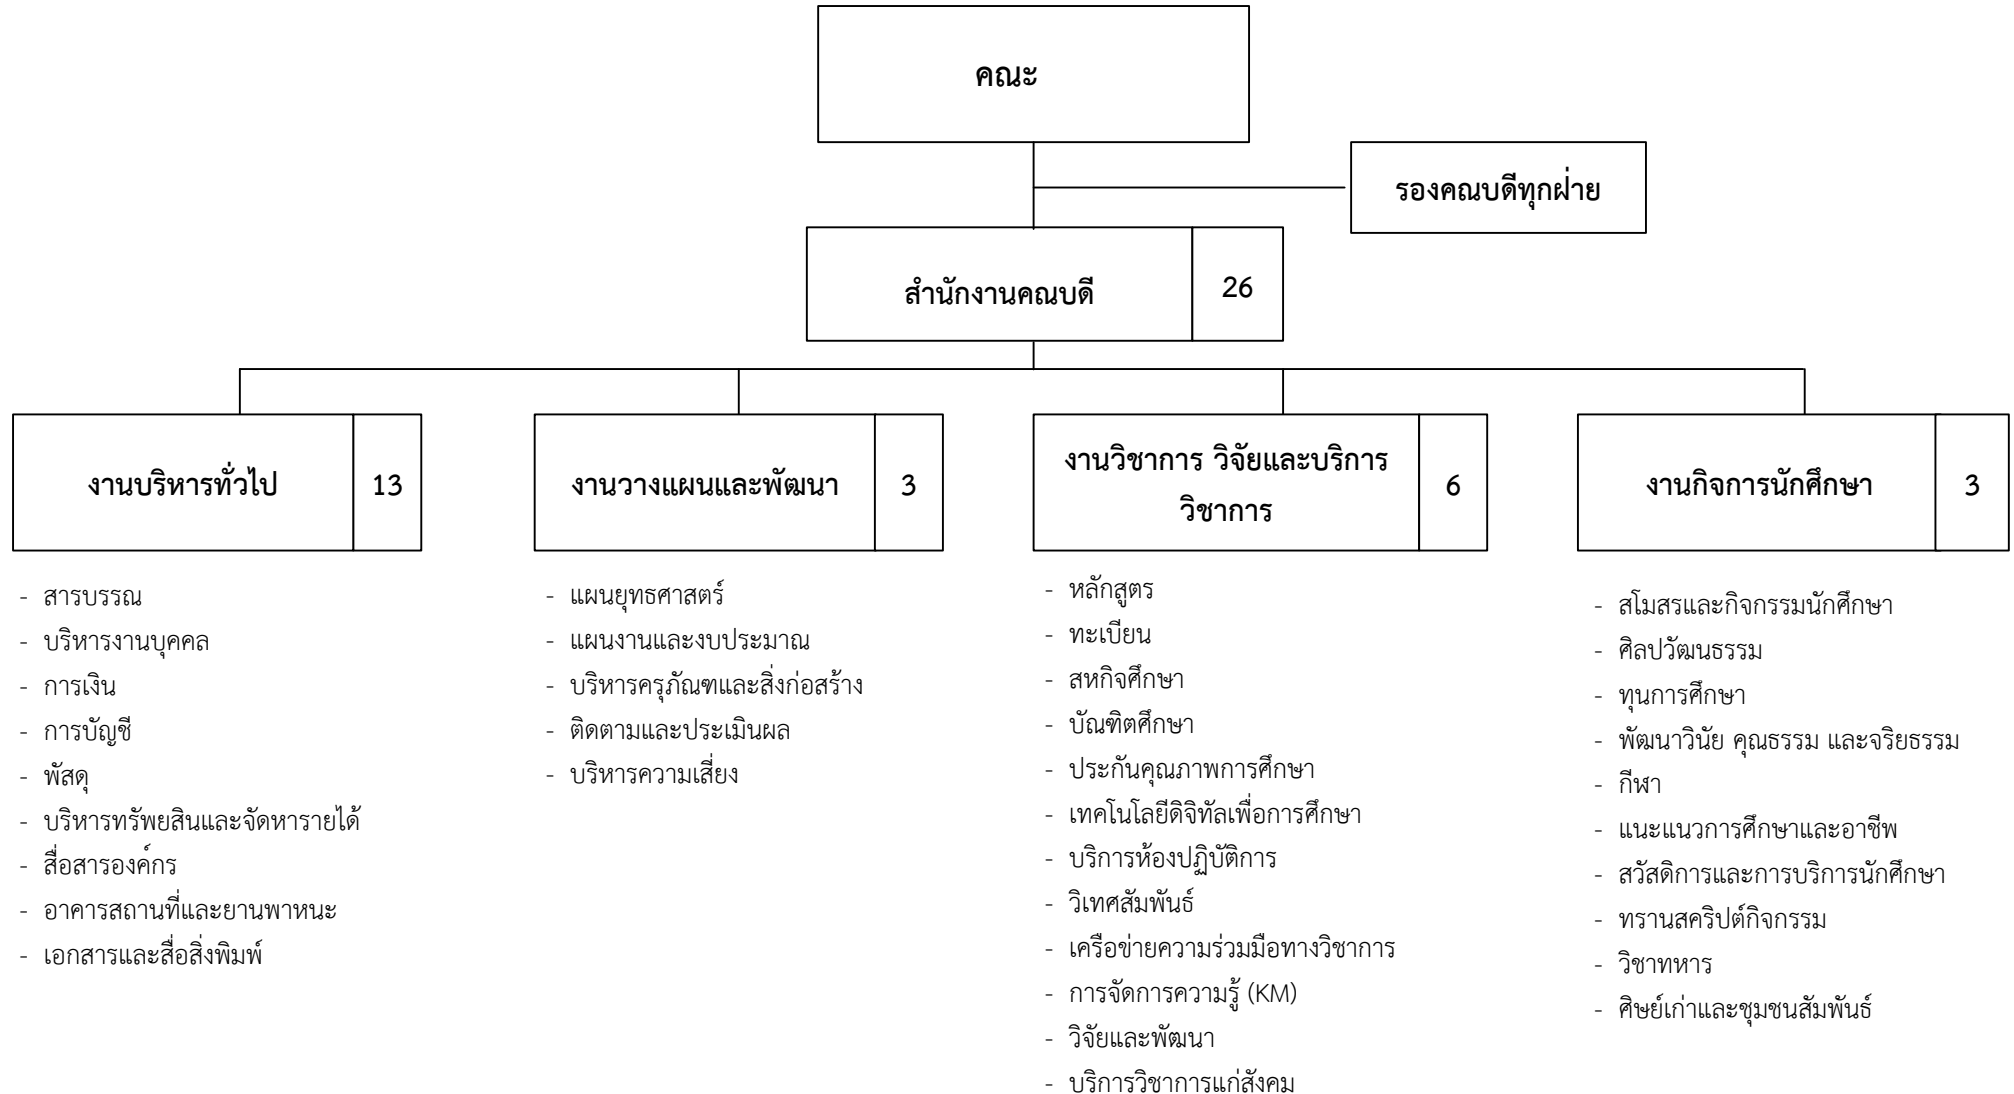 คณะ
รองคณบดีทุกฝ่าย
สำนักงานคณบดี
26
งานบริหารทั่วไป
13
- สารบรรณ
- บริหารงานบุคคล
- การเงิน
- การบัญชี
- พัสดุ
- บริหารทรัพยสินและจัดหารายได้
- สื่อสารองค์กร
- อาคารสถานที่และยานพาหนะ
- เอกสารและสื่อสิ่งพิมพ์
งานวางแผนและพัฒนา
3
- แผนยุทธศาสตร์
- แผนงานและงบประมาณ
- บริหารครุภัณฑและสิ่งก่อสร้าง
- ติดตามและประเมินผล
- บริหารความเสี่ยง
งานวิชาการ วิจัยและบริการ
วิชาการ
6
- หลักสูตร
- ทะเบียน
- สหกิจศึกษา
- บัณฑิตศึกษา
- ประกันคุณภาพการศึกษา
- เทคโนโลยีดิจิทัลเพื่อการศึกษา
- บริการห้องปฏิบัติการ
- วิเทศสัมพันธ์
- เครือข่ายความร่วมมือทางวิชาการ
- การจัดการความรู้ (KM)
- วิจัยและพัฒนา
- บริการวิชาการแก่สังคม
งานกิจการนักศึกษา
3
- สโมสรและกิจกรรมนักศึกษา
- ศิลปวัฒนธรรม
- ทุนการศึกษา
- พัฒนาวินัย คุณธรรม และจริยธรรม
- กีฬา
- แนะแนวการศึกษาและอาชีพ
- สวัสดิการและการบริการนักศึกษา
- ทรานสคริปต์กิจกรรม
- วิชาทหาร
- ศิษย์เก่าและชุมชนสัมพันธ์